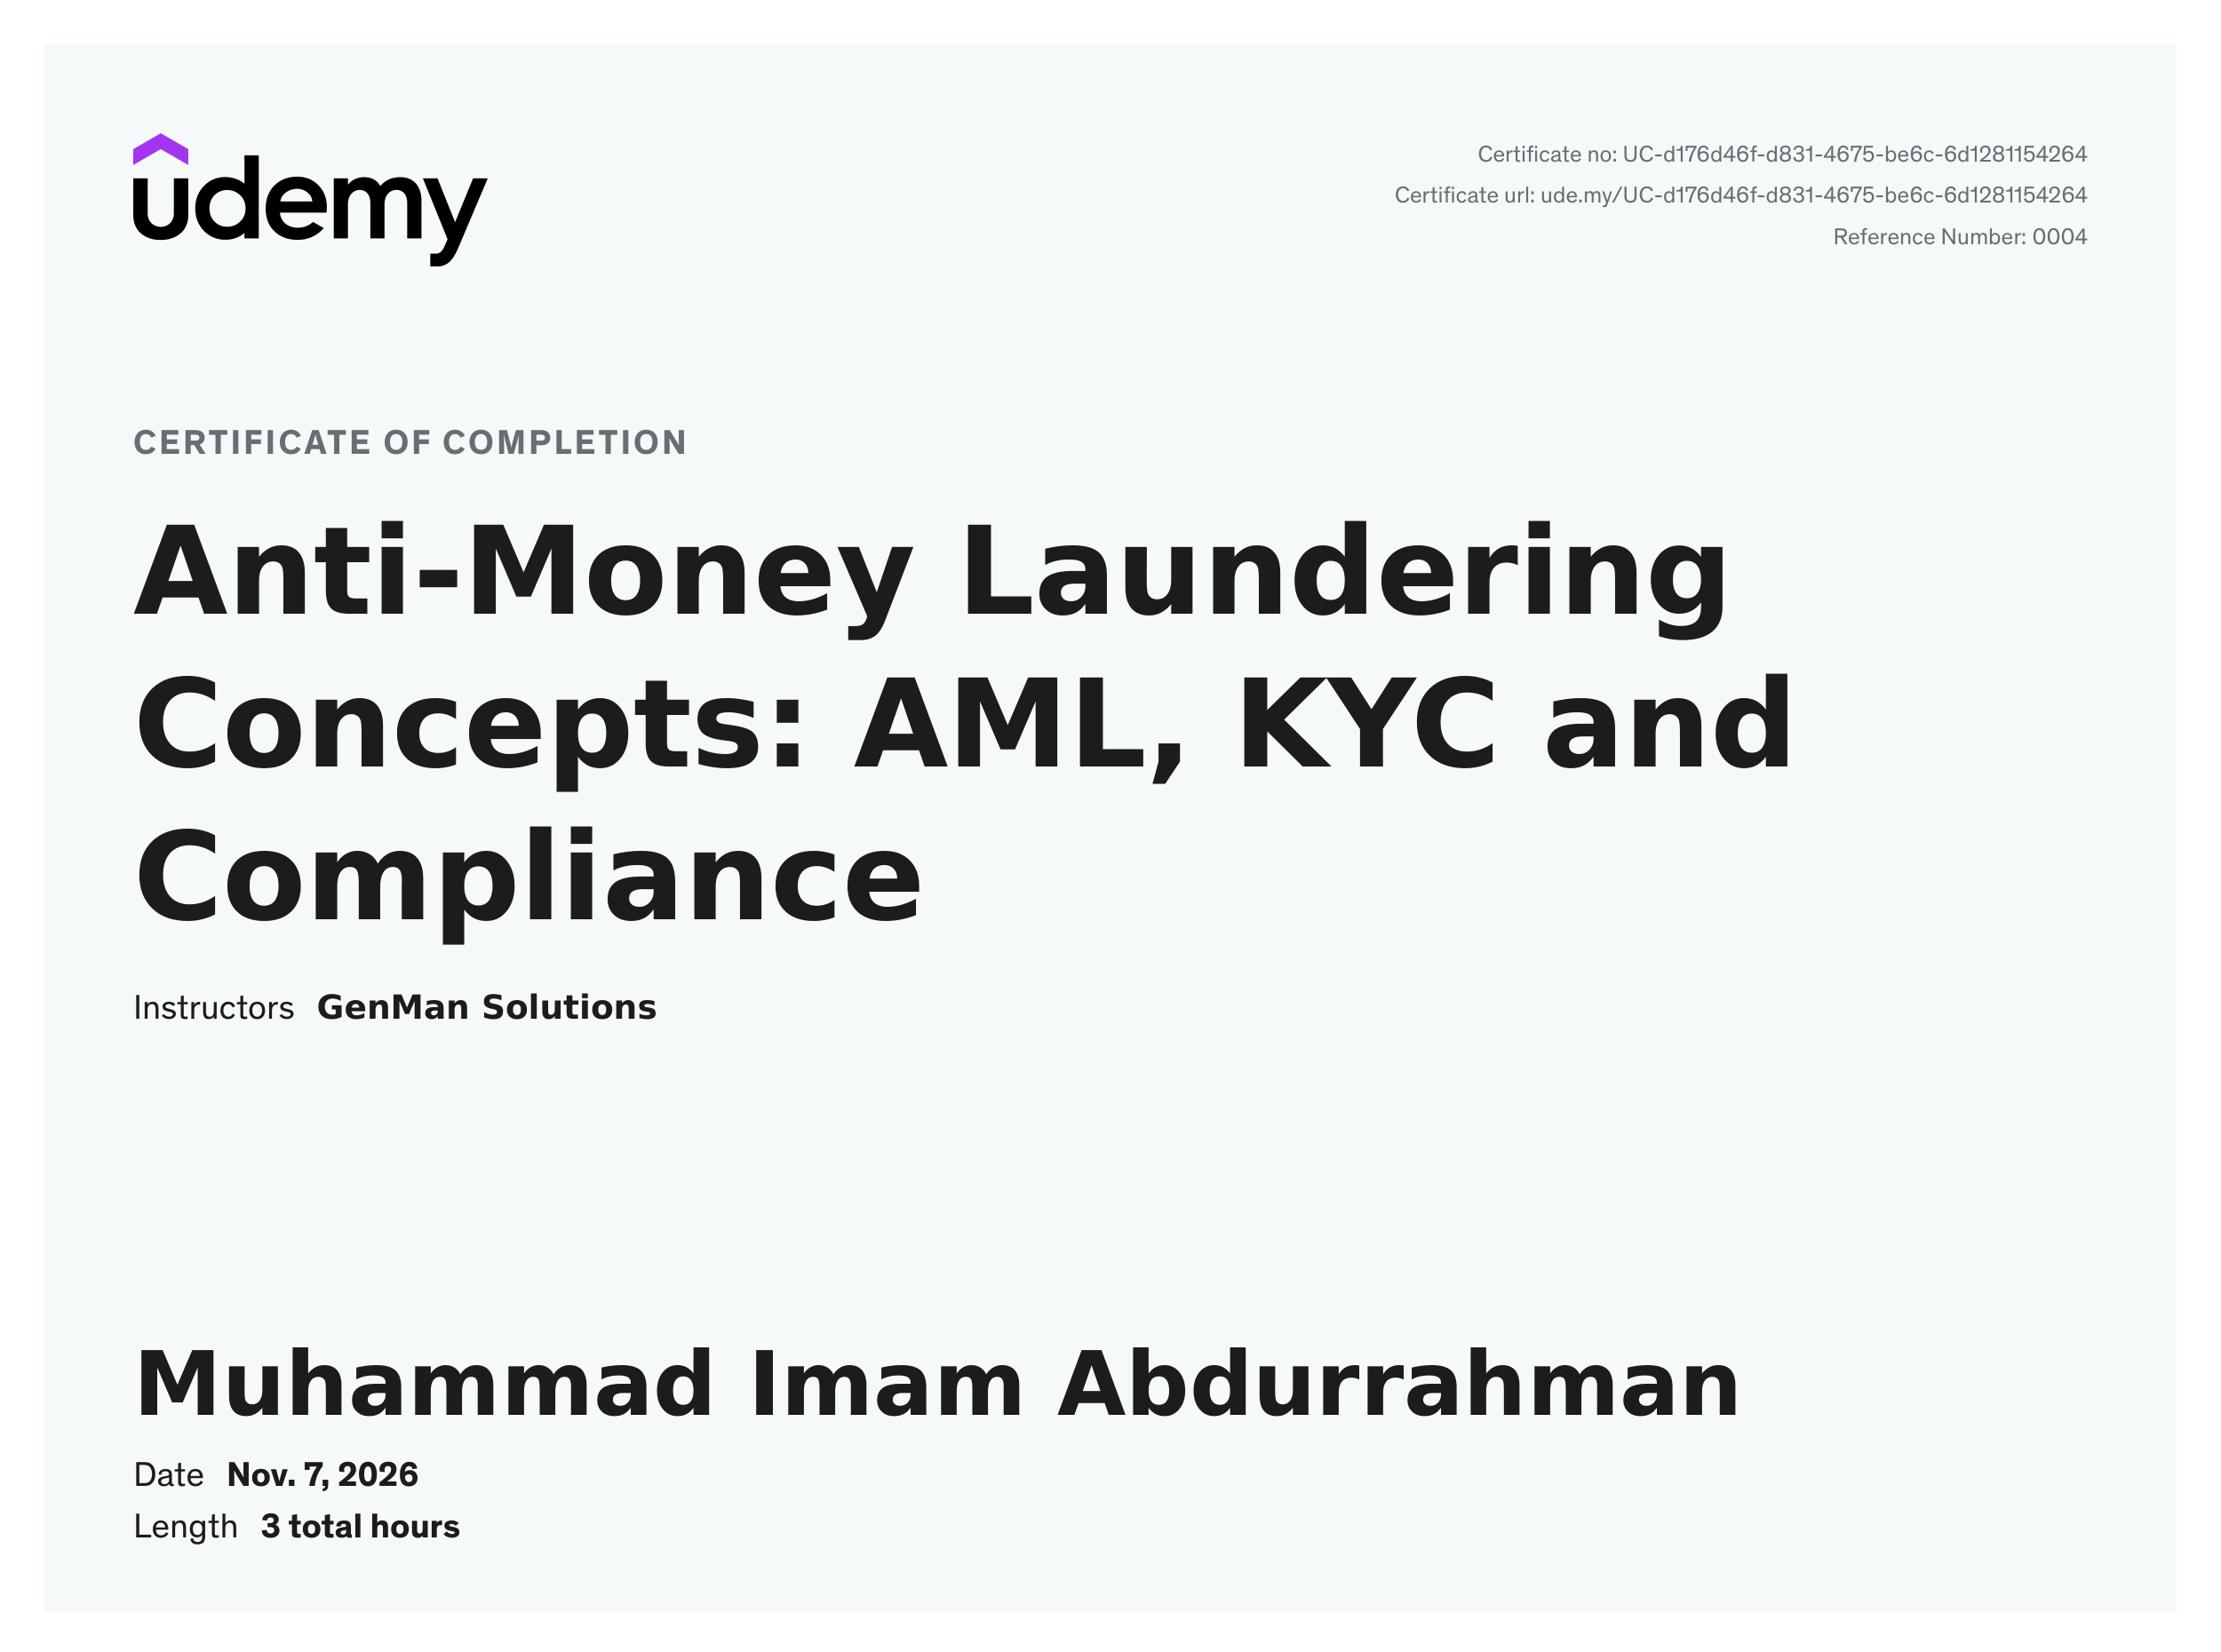 udemy
Certificate no: UC-d176d46f-d831-4675-be6c-6d1281154264
Certificate url: ude.my/UC-d176d46f-d831-4675-be6c-6d1281154264
Reference Number: 0004
CERTIFICATE OF COMPLETION
Anti-Money Laundering
Concepts: AML, KYC and
Compliance
Instructors GenMan Solutions
Muhammad Imam Abdurrahman
Date Nov. 7, 2026
Length 3 total hours